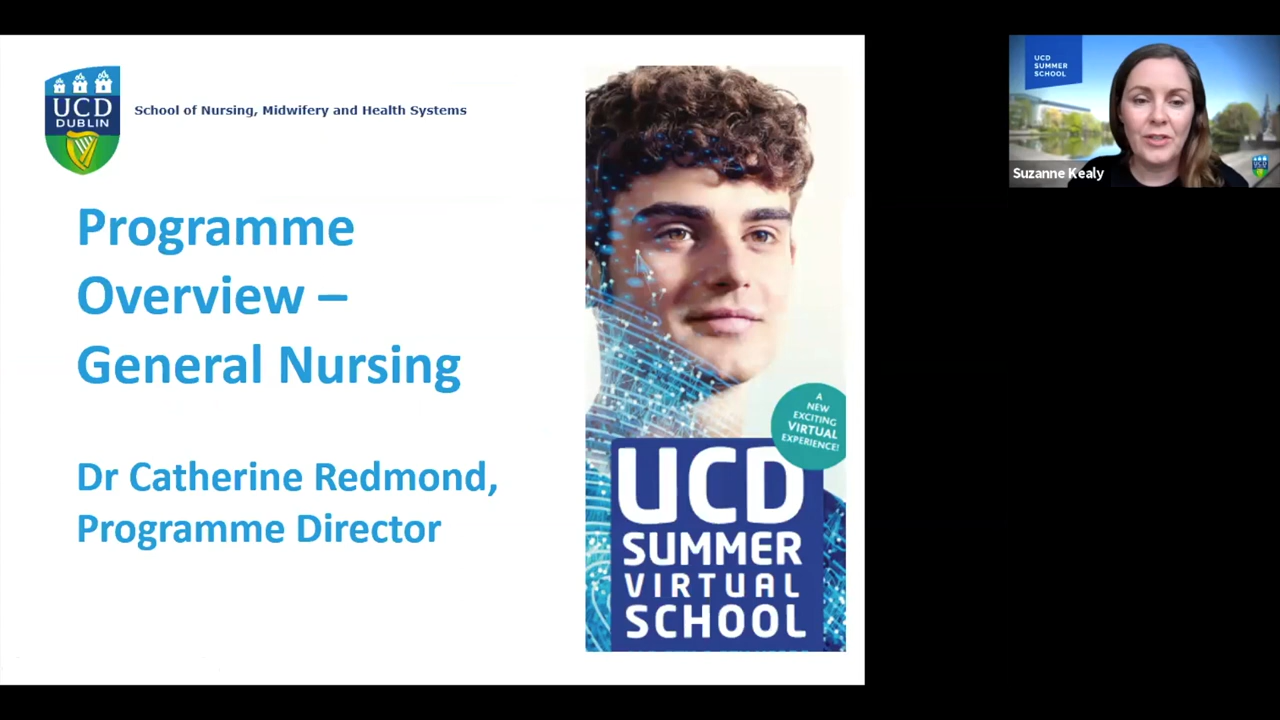 UCD
DUBLIN
School of Nursing, Midwifery and Health Systems
Programme
Overview –
General Nursing
Dr Catherine Redmond,
Programme Director
A
NEW
EXCITING
VIRTUAL
EXPERIENCE!
UCD
SUMMER
VIRTUAL
SCHOOL
UCD
SUMMER
SCHOOL
UCD
Suzanne Kealy